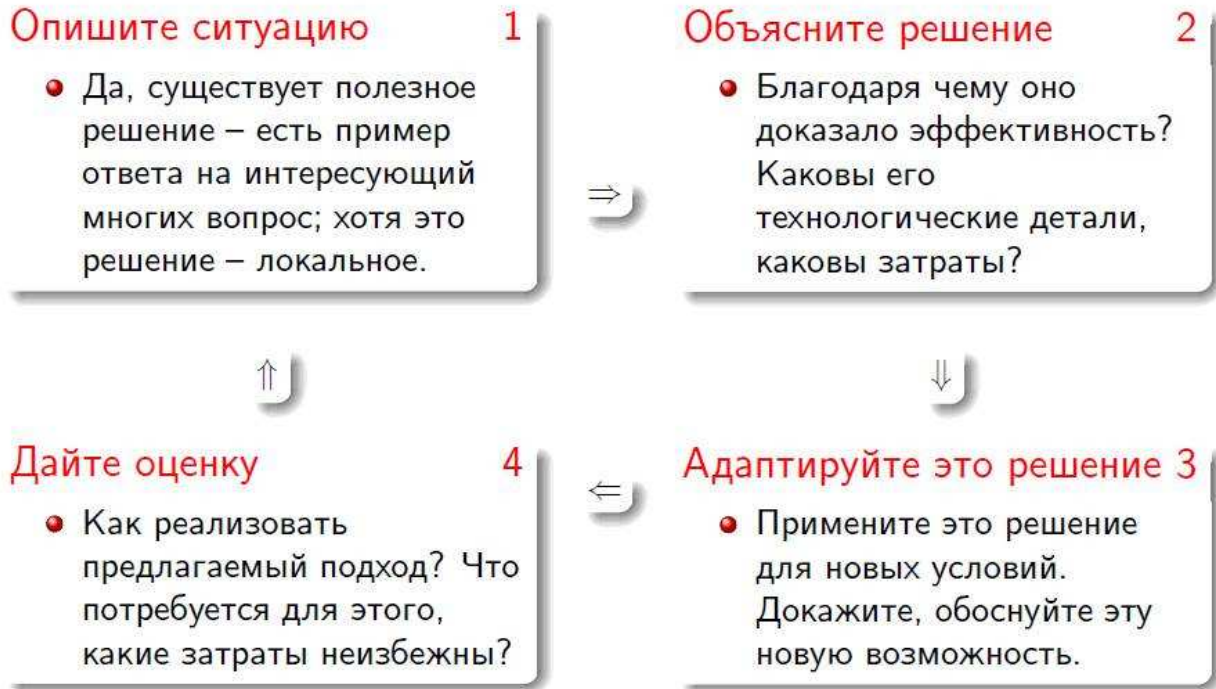 Опишите ситуацию 1
Да, существует полезное
решение – есть пример
ответа на интересующий
многих вопрос; хотя это
решение – локальное.
⇒
Объясните решение 2
Благодаря чему оно
доказало эффективность?
Каковы его
технологические детали,
каковы затраты?
⇓
Адаптируйте это решение 3
Примените это решение
для новых условий.
Докажите, обоснуйте эту
новую возможность.
⇐
Дайте оценку 4
Как реализовать
предлагаемый подход? Что
потребуется для этого,
какие затраты неизбежны?
⇑